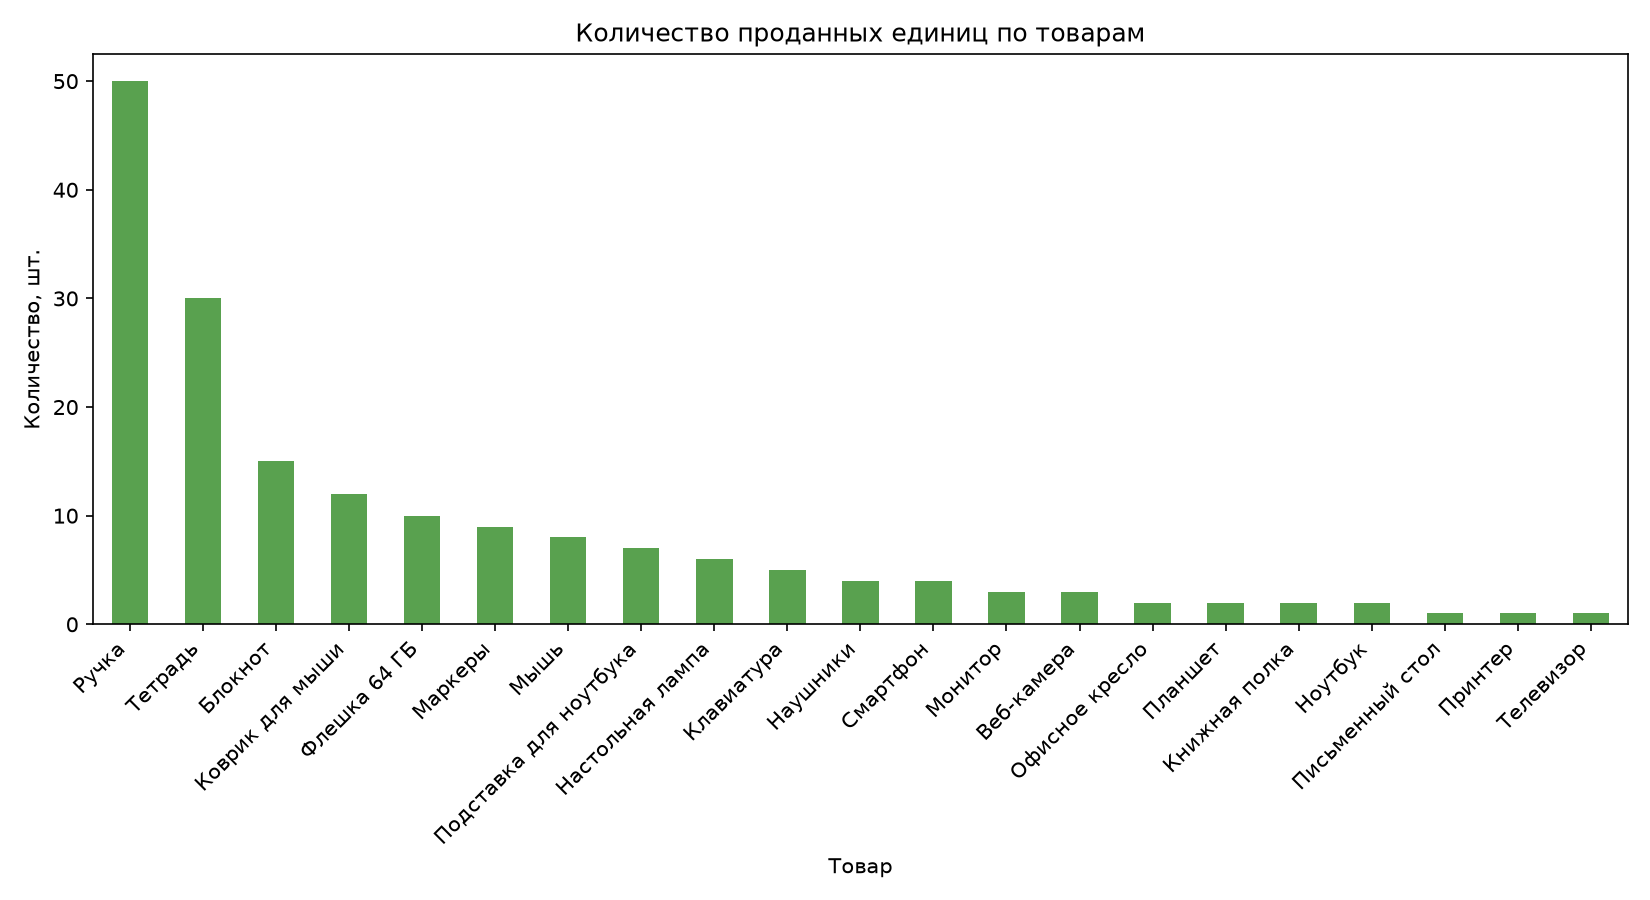 Количество проданных единиц по товарам
Количество, шт.
50
40
30
20
10
0
Ручка
Тетрадь
Блокнот
Коврик для мыши
Флешка 64 ГБ
Маркеры
Мышь
Подставка для ноутбука
Настольная лампа
Клавиатура
Наушники
Смартфон
Монитор
Веб-камера
Офисное кресло
Планшет
Книжная полка
Ноутбук
Письменный стол
Принтер
Телевизор
Товар